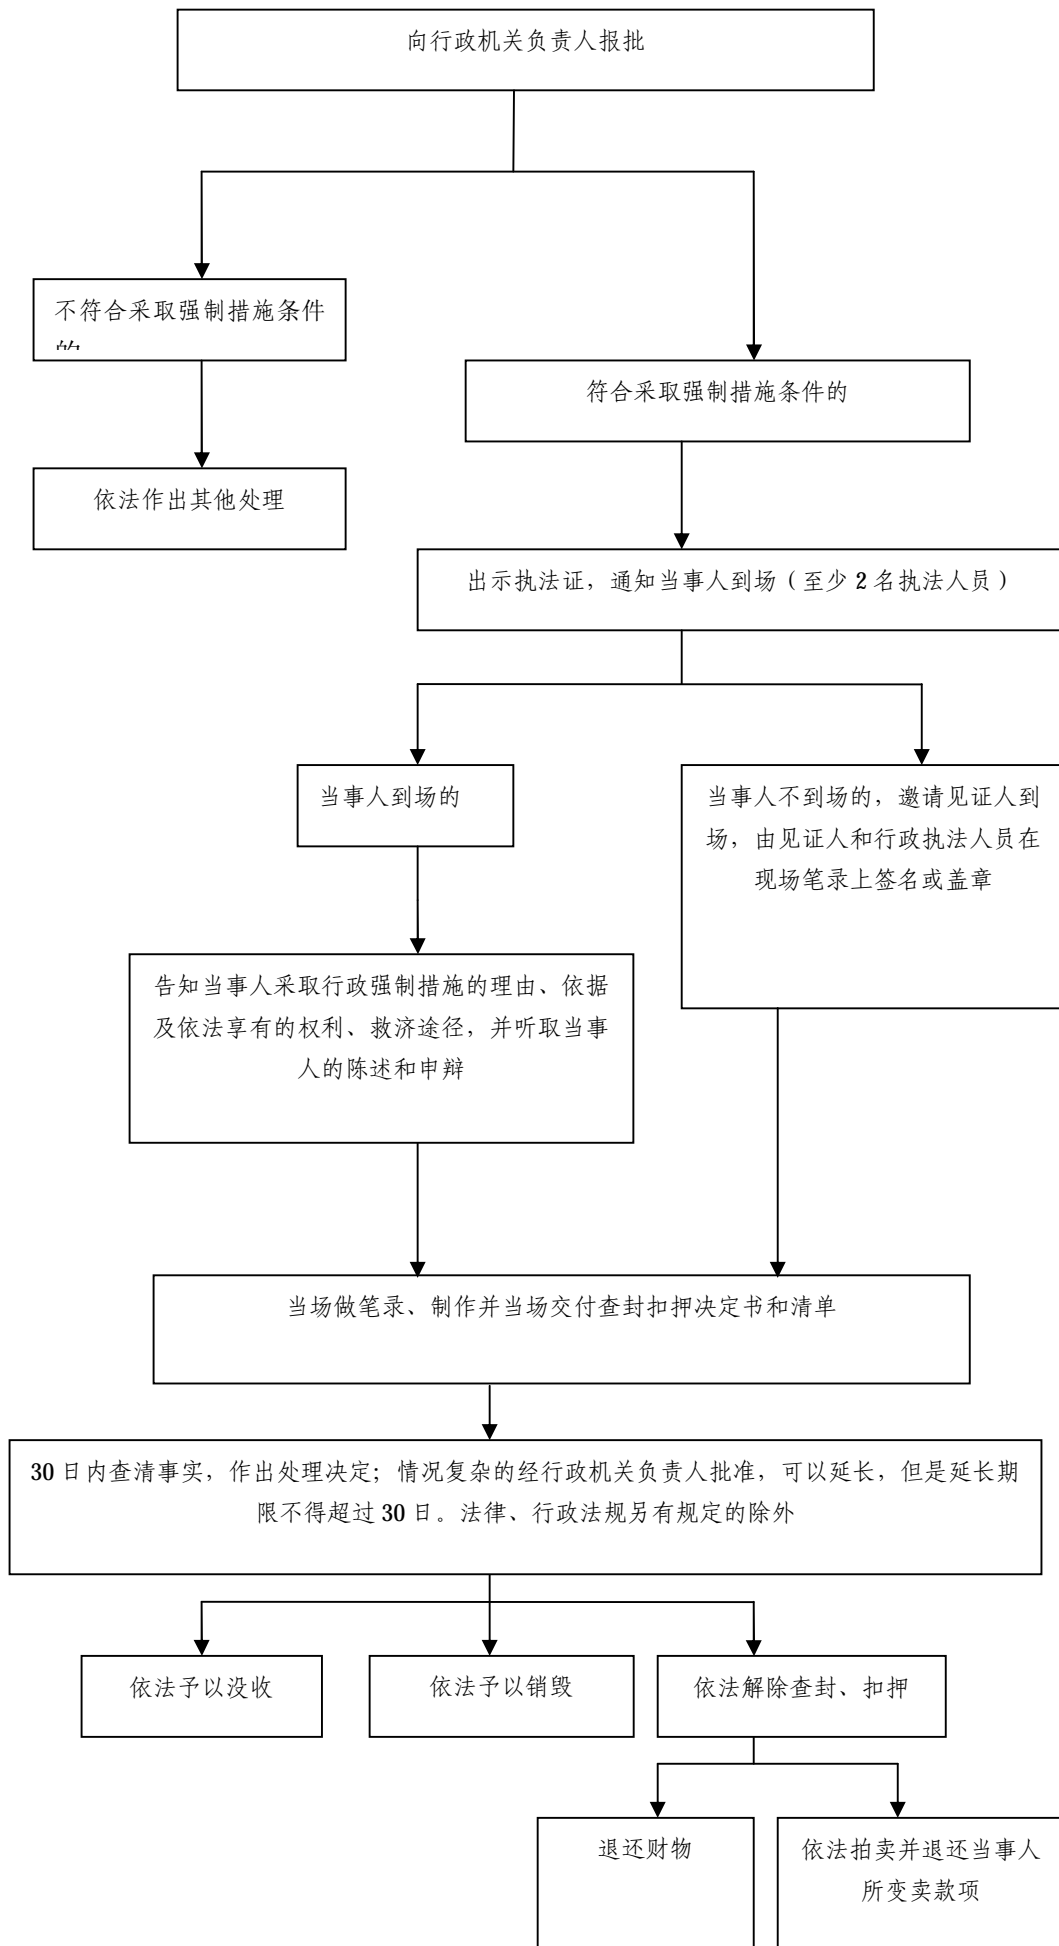 向行政机关负责人报批
不符合采取强制措施条件
的
符合采取强制措施条件的
依法作出其他处理
出示执法证，通知当事人到场（至少 2 名执法人员）
当事人到场的
当事人不到场的，邀请见证人到
场，由见证人和行政执法人员在
现场笔录上签名或盖章
告知当事人采取行政强制措施的理由、依据
及依法享有的权利、救济途径，并听取当事
人的陈述和申辩
当场做笔录、制作并当场交付查封扣押决定书和清单
30 日内查清事实，作出处理决定；情况复杂的经行政机关负责人批准，可以延长，但是延长期
限不得超过 30 日。法律、行政法规另有规定的除外
依法予以没收
依法予以销毁
依法解除查封、扣押
退还财物
依法拍卖并退还当事人
所变卖款项